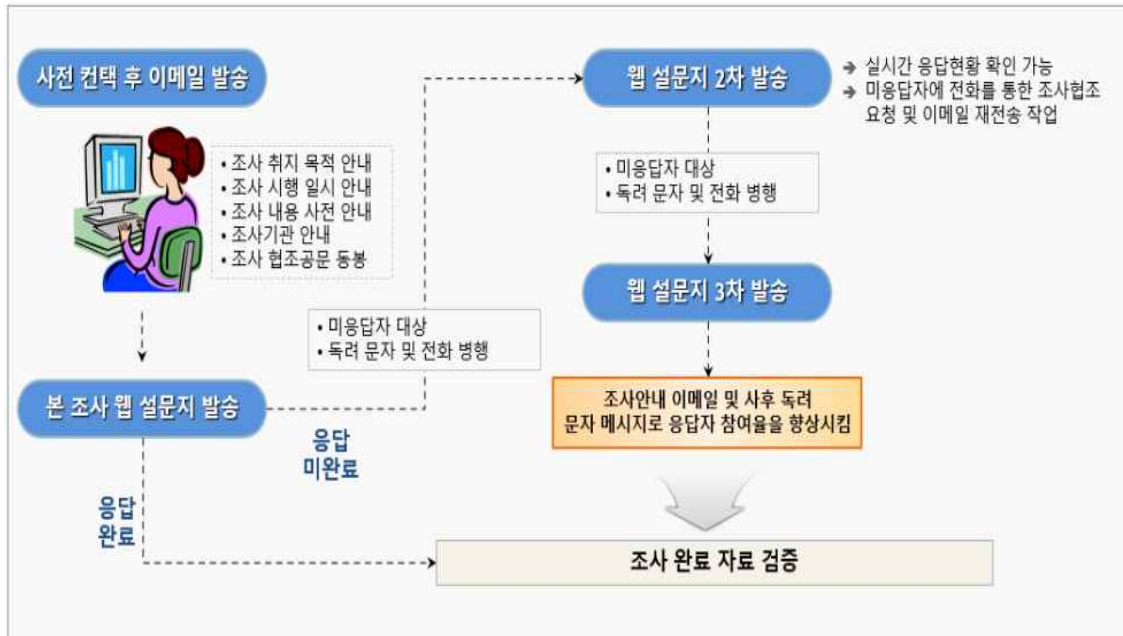 사전 컨택 후 이메일 발송
• 조사 취지 목적 안내
• 조사 시행 일시 안내
• 조사 내용 사전 안내
• 조사기관 안내
• 조사 협조공문 동봉
본 조사 웹 설문지 발송
응답
미완료
응답
완료
• 미응답자 대상
• 독려 문자 및 전화 병행
웹 설문지 2차 발송
➔ 실시간 응답현황 확인 가능
➔ 미응답자에 전화를 통한 조사협조
요청 및 이메일 재전송 작업
• 미응답자 대상
• 독려 문자 및 전화 병행
웹 설문지 3차 발송
조사안내 이메일 및 사후 독려
문자 메시지로 응답자 참여율을 향상시킴
조사 완료 자료 검증